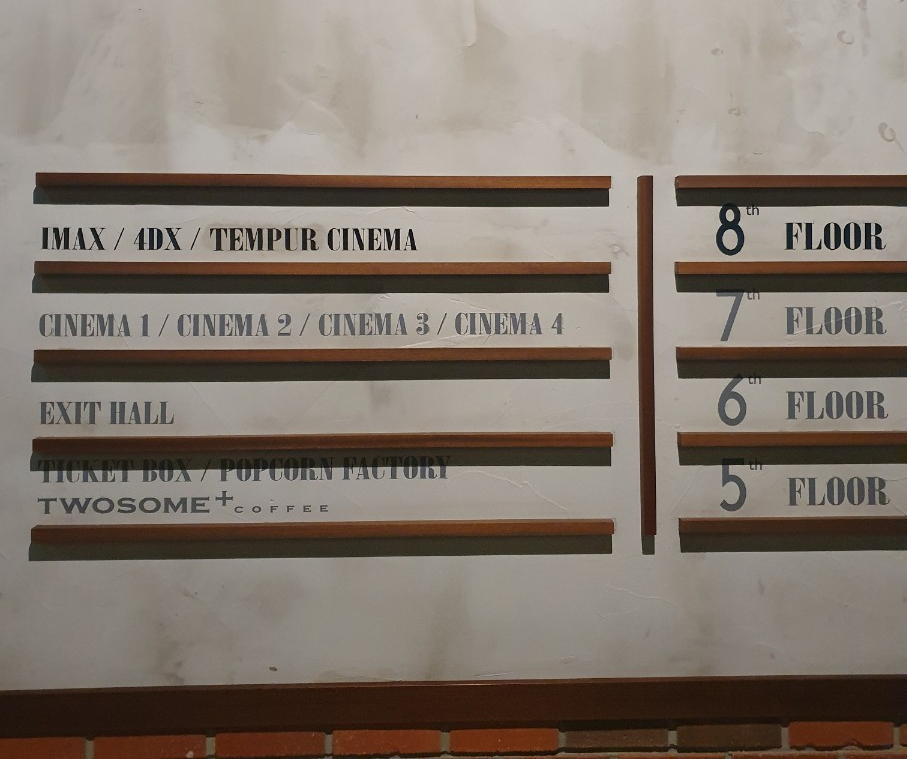 IMAX / 4DX / TEMPUR CINEMA 8th FLOOR
CINEMA 1 / CINEMA 2 / CINEMA 3 / CINEMA 4 7th FLOOR
EXIT HALL 6th FLOOR
TICKET BOX / POPCORN FACTORY 5th FLOOR
TWOSOME+ COFFEE